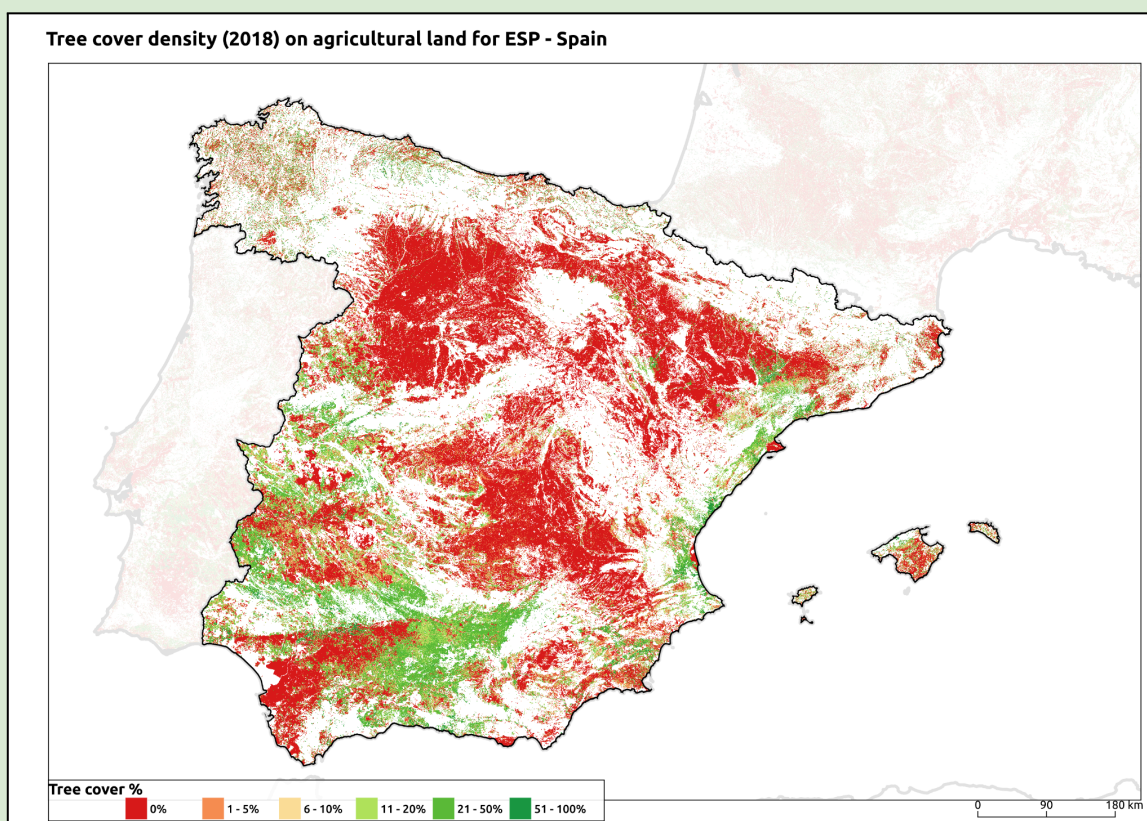 Tree cover density (2018) on agricultural land for ESP - Spain
Tree cover %
0% 1 - 5% 6 - 10% 11 - 20% 21 - 50% 51 - 100%
0 90 180 km